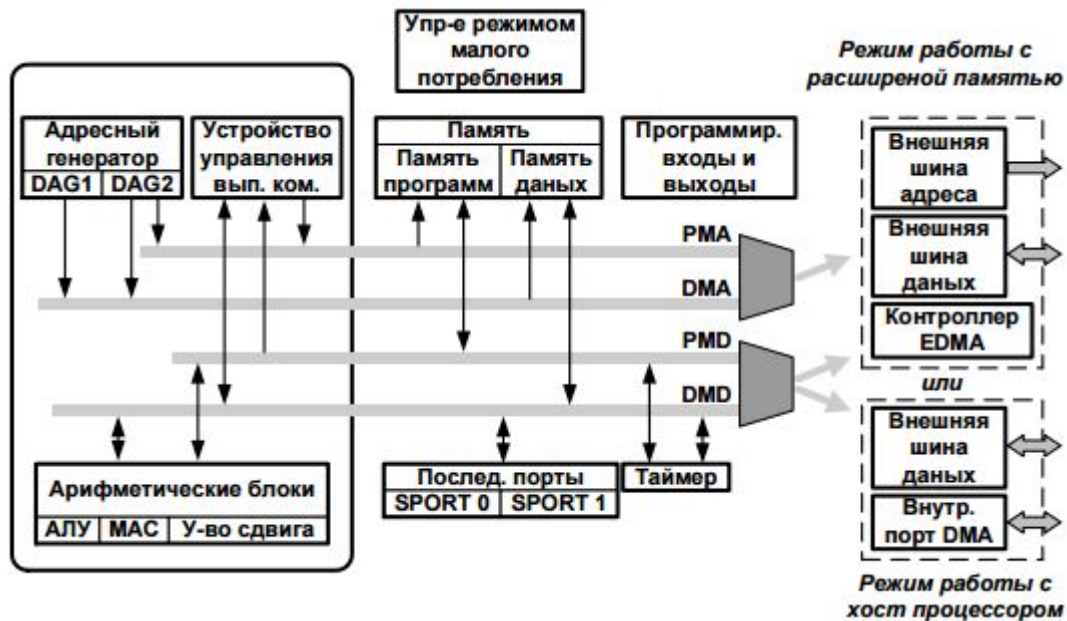 Упр-е режимом
малого
потребления
Режим работы с
расширеной памятью
Адресный
генератор
DAG1 DAG2
Устройство
управления
вып. ком.
Память
Память
программ
Память
даных
Программир.
входы и
выходы
Внешняя
шина
адреса
Внешняя
шина
даных
Контроллер
EDMA
PMA
DMA
PMD
DMD
или
Внешняя
шина
даных
Внутр.
порт DMA
Арифметические блоки
АЛУ МАС У-во сдвига
Послед. порты
SPORT 0 SPORT 1
Таймер
Режим работы с
хост процессором